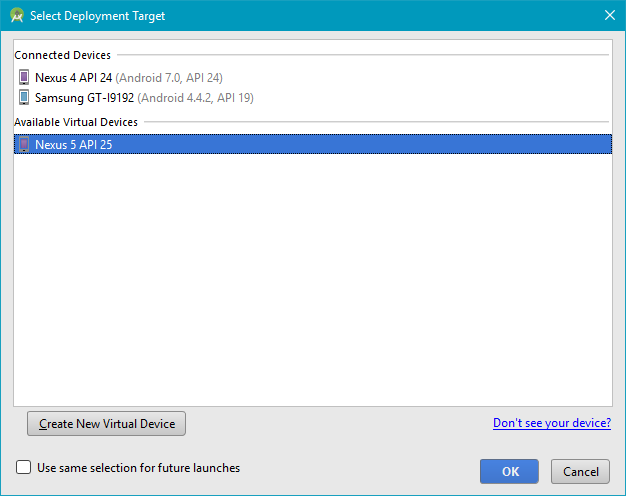 Select Deployment Target
Connected Devices
Nexus 4 API 24 (Android 7.0, API 24)
Samsung GT-I9192 (Android 4.4.2, API 19)
Available Virtual Devices
Nexus 5 API 25
Create New Virtual Device
Don't see your device?
Use same selection for future launches
OK
Cancel